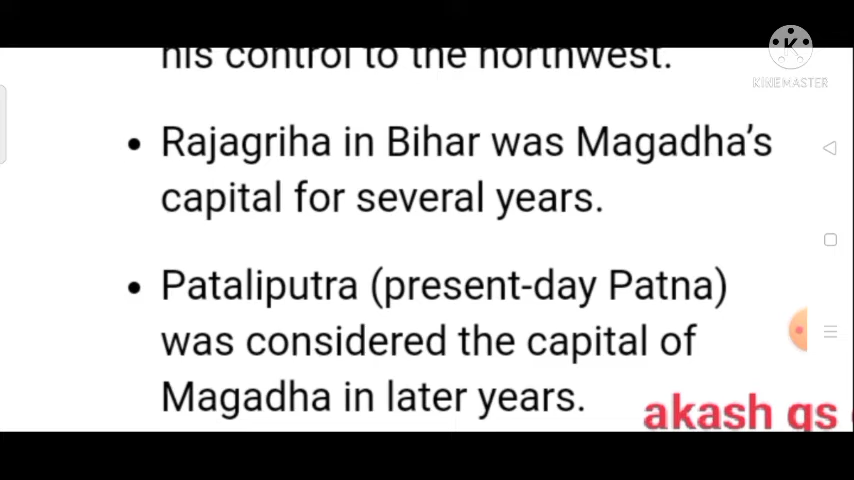 his control to the northwest.
KINEMASTER
• Rajagriha in Bihar was Magadha's
capital for several years.
• Pataliputra (present-day Patna)
was considered the capital of
Magadha in later years.
akash gs